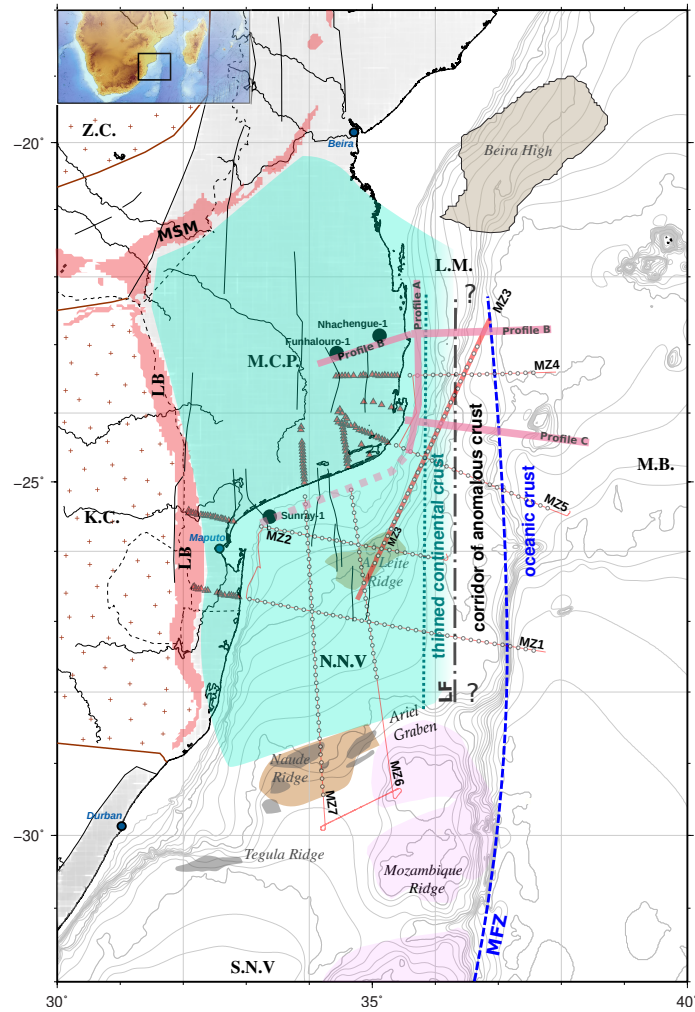 Z.C.
−20°
Beira
Beira High
MSM
L.M.
Profile A
?
MZ3
Nhachengue-1
Funhalouro-1
Profile B
Profile B
M.C.P.
MZ4
LB
Profile C
M.B.
−25°
K.C.
Sunray-1
MZ5
Maputo
MZ2
MZ3
LB
Ridge
thinned continental crust
corridor of anomalous crust
oceanic crust
MZ1
N.N.V
LF
?
Ariel
Graben
Naude
Ridge
MZ6
MZ7
Durban
−30°
Tegula Ridge
Mozambique
Ridge
MFZ
S.N.V
30°
35°
40°